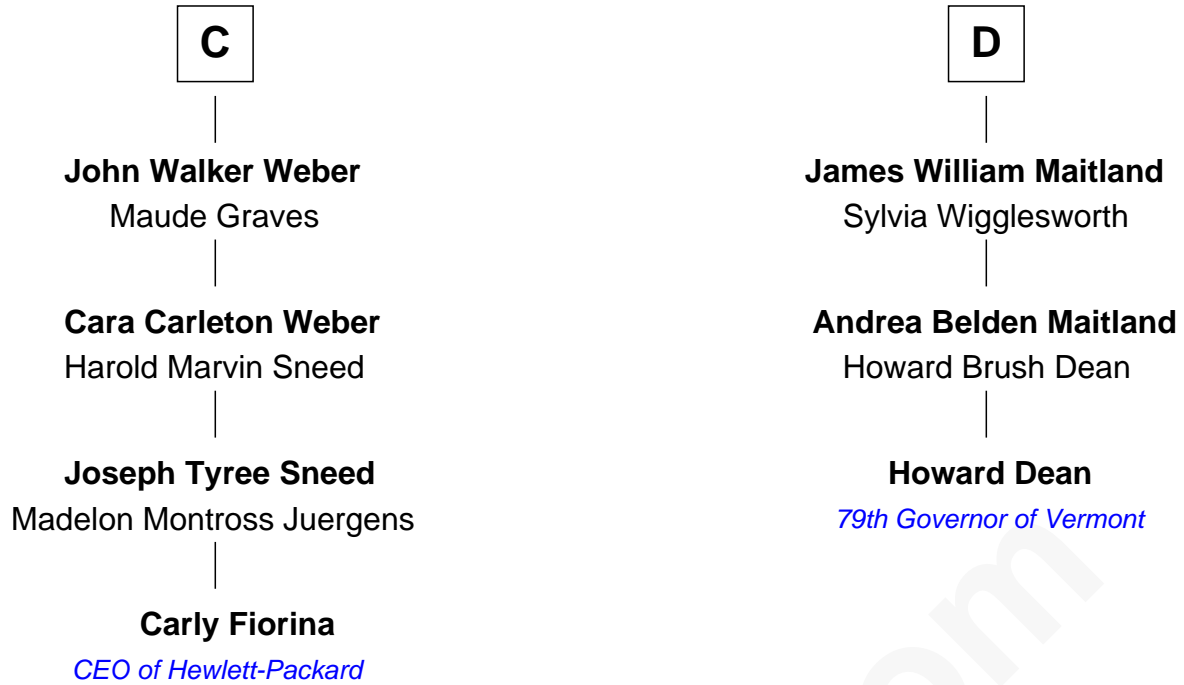 C
John Walker Weber
Maude Graves
Cara Carleton Weber
Harold Marvin Sneed
Joseph Tyree Sneed
Madelon Montross Juergens
Carly Fiorina
CEO of Hewlett-Packard
D
James William Maitland
Sylvia Wigglesworth
Andrea Belden Maitland
Howard Brush Dean
Howard Dean
79th Governor of Vermont
om